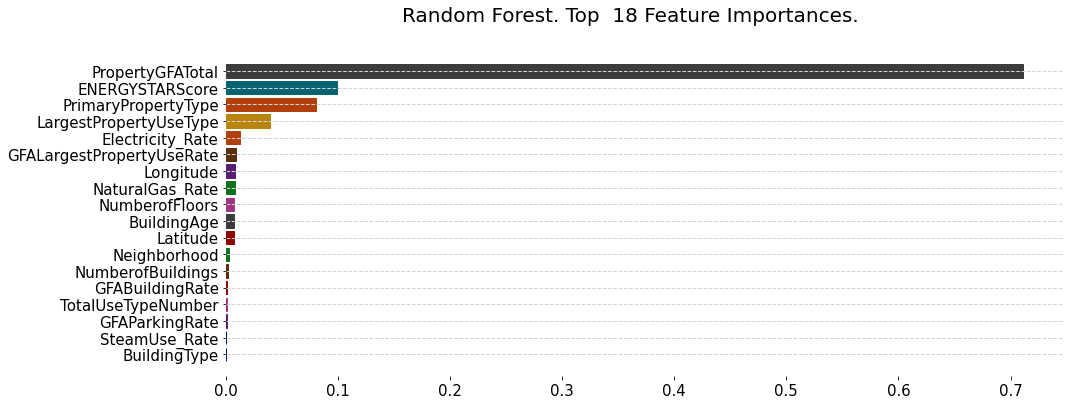 Random Forest. Top  18 Feature Importances.
PropertyGFATotal
ENERGYSTARScore
PrimaryPropertyType
LargestPropertyUseType
Electricity_Rate
GFALargestPropertyUseRate
Longitude
NaturalGas_Rate
NumberofFloors
BuildingAge
Latitude
Neighborhood
NumberofBuildings
GFABuildingRate
TotalUseTypeNumber
GFAParkingRate
SteamUse_Rate
BuildingType
0.0 0.1 0.2 0.3 0.4 0.5 0.6 0.7